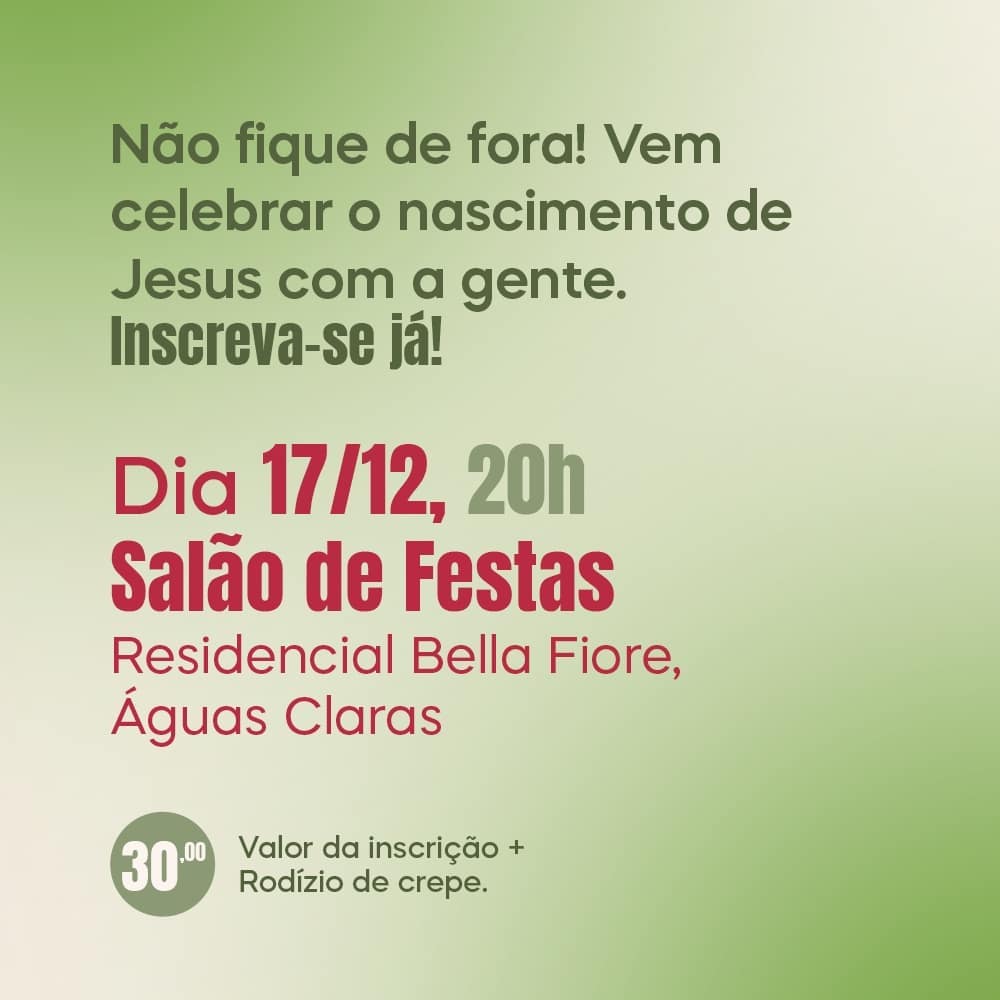 Não fique de fora! Vem
celebrar o nascimento de
Jesus com a gente.
Inscreva-se já!
Dia 17/12, 20h
Salão de Festas
Residencial Bella Fiore,
Águas Claras
30,00
Valor da inscrição +
Rodízio de crepe.